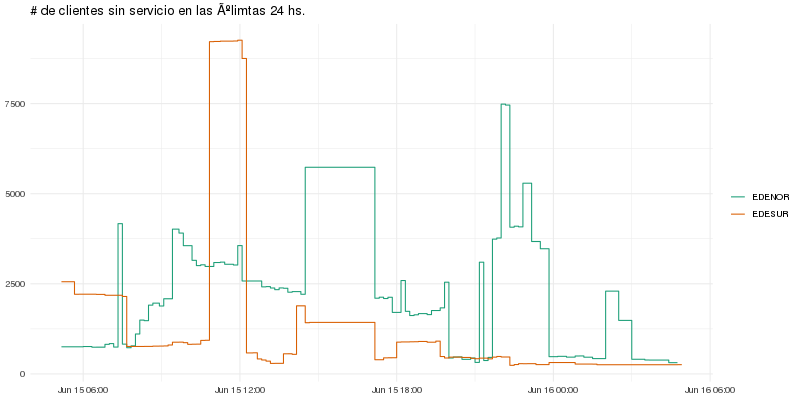 # de clientes sin servicio en las Ãºlimtas 24 hs.
7500
5000
2500
0
Jun 15 06:00
Jun 15 12:00
Jun 15 18:00
Jun 16 00:00
Jun 16 06:00
EDENOR
EDESUR